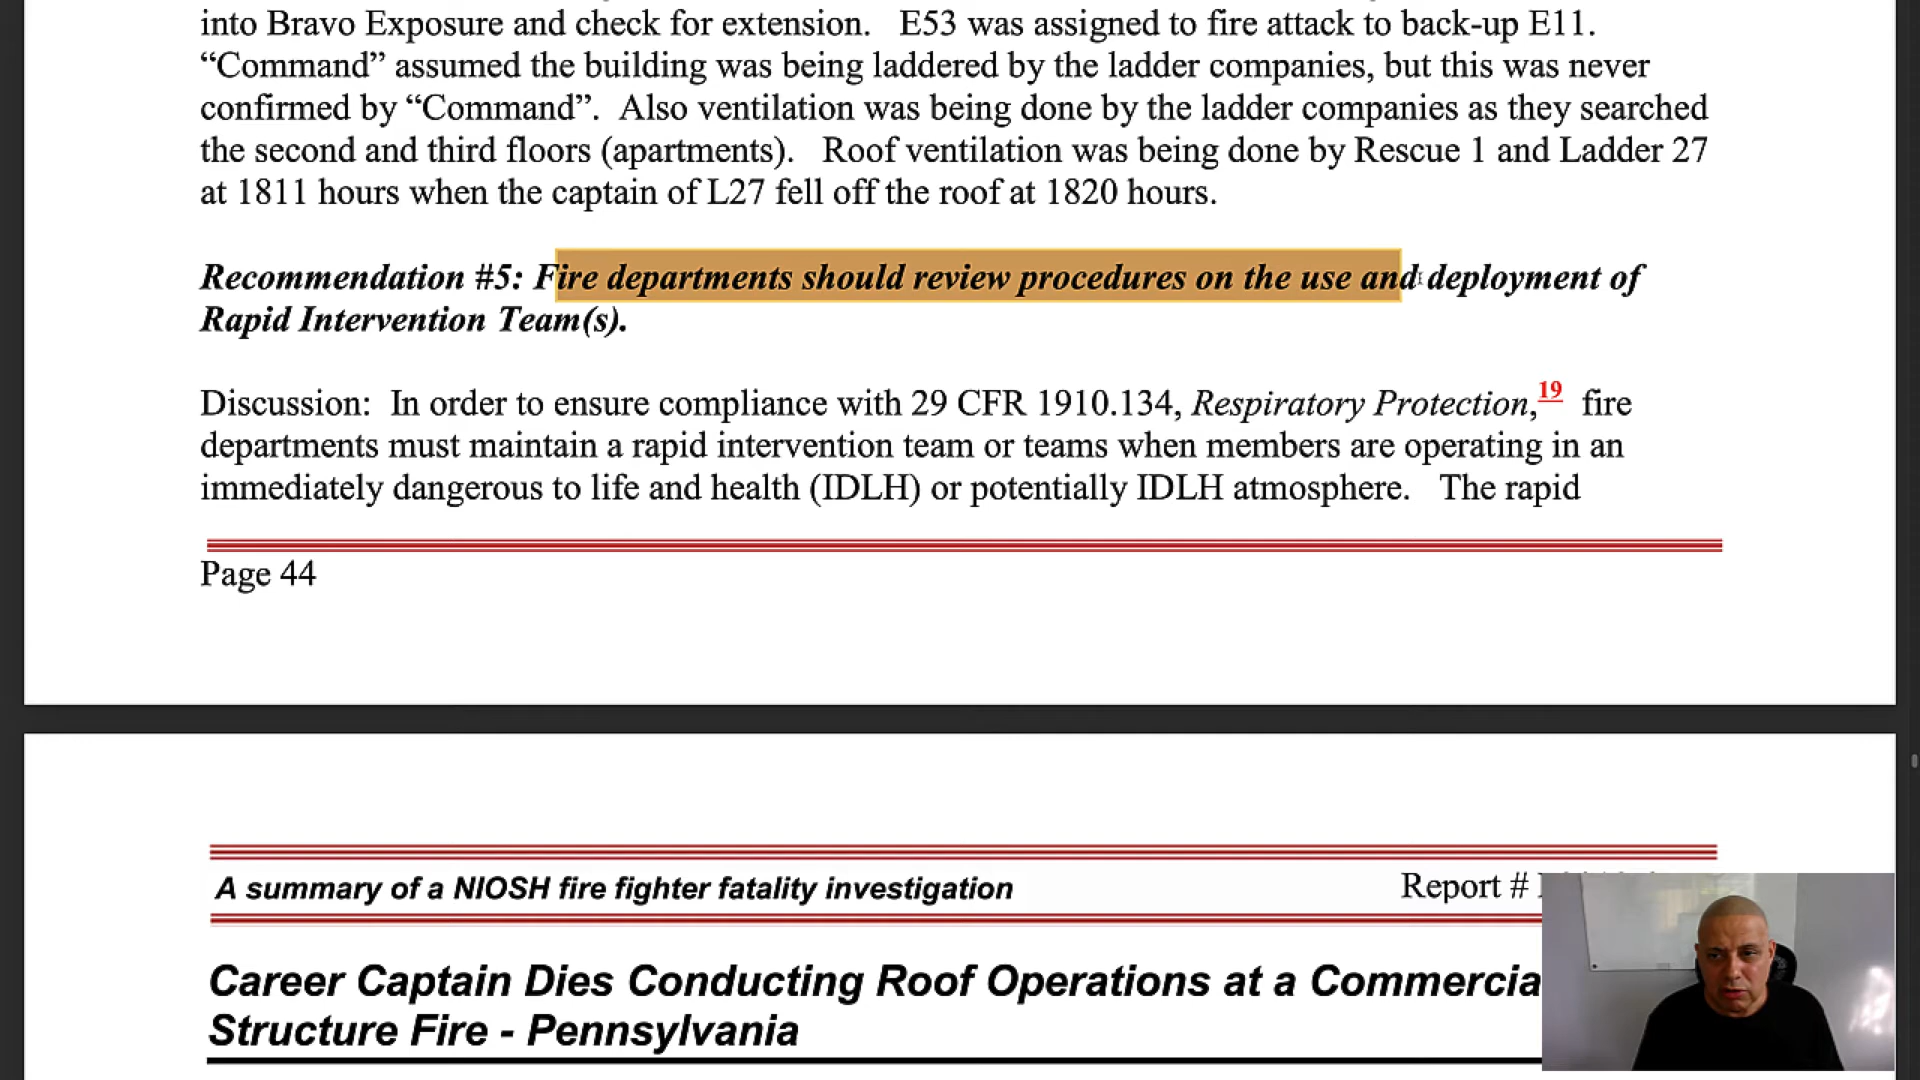 into Bravo Exposure and check for extension. E53 was assigned to fire attack to back-up E11.
“Command” assumed the building was being laddered by the ladder companies, but this was never
confirmed by “Command”. Also ventilation was being done by the ladder companies as they searched
the second and third floors (apartments). Roof ventilation was being done by Rescue 1 and Ladder 27
at 1811 hours when the captain of L27 fell off the roof at 1820 hours.
Recommendation #5: Fire departments should review procedures on the use and deployment of
Rapid Intervention Team(s).
Discussion: In order to ensure compliance with 29 CFR 1910.134, Respiratory Protection,19 fire
departments must maintain a rapid intervention team or teams when members are operating in an
immediately dangerous to life and health (IDLH) or potentially IDLH atmosphere. The rapid
Page 44
A summary of a NIOSH fire fighter fatality investigation
Report #
Career Captain Dies Conducting Roof Operations at a Commercia
Structure Fire - Pennsylvania